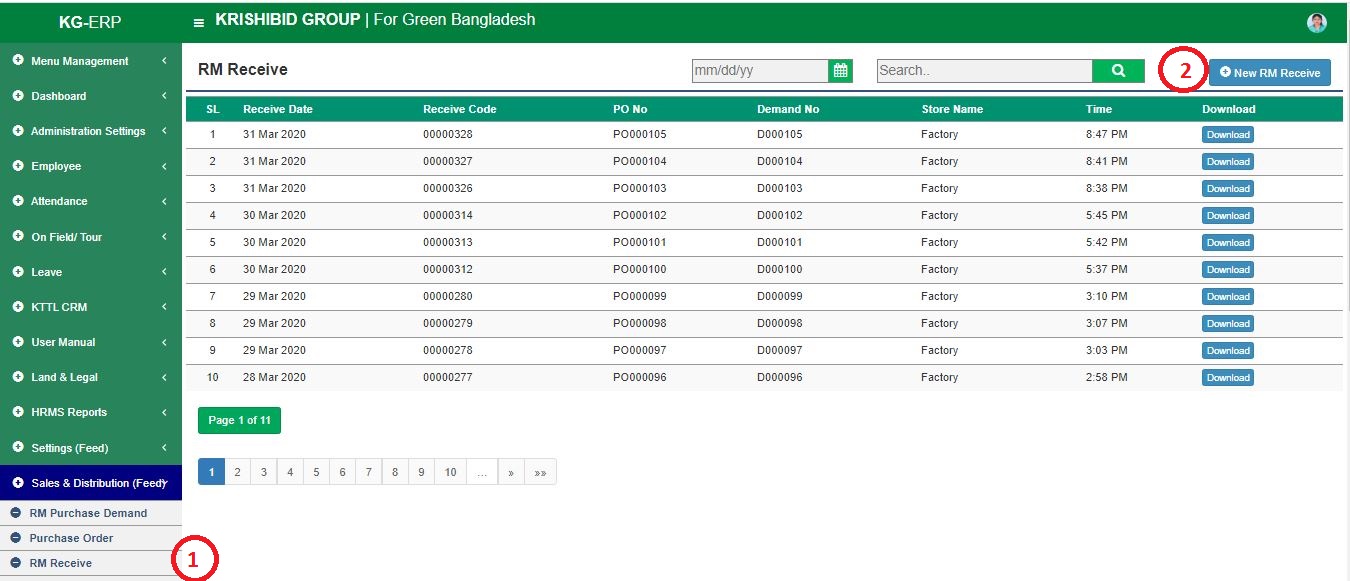 KG-ERP
KRISHIBID GROUP | For Green Bangladesh
Menu Management
Dashboard
Administration Settings
Employee
Attendance
On Field/ Tour
Leave
KTTL CRM
User Manual
Land & Legal
HRMS Reports
Settings (Feed)
Sales & Distribution (Feed)
RM Purchase Demand
Purchase Order
RM Receive
1
RM Receive
mm/dd/yy
Search..
2
New RM Receive
SL Receive Date Receive Code PO No Demand No Store Name Time Download
1 31 Mar 2020 00000328 PO000105 D000105 Factory 8:47 PM Download
2 31 Mar 2020 00000327 PO000104 D000104 Factory 8:41 PM Download
3 31 Mar 2020 00000326 PO000103 D000103 Factory 8:38 PM Download
4 30 Mar 2020 00000314 PO000102 D000102 Factory 5:45 PM Download
5 30 Mar 2020 00000313 PO000101 D000101 Factory 5:42 PM Download
6 30 Mar 2020 00000312 PO000100 D000100 Factory 5:37 PM Download
7 29 Mar 2020 00000280 PO000099 D000099 Factory 3:10 PM Download
8 29 Mar 2020 00000279 PO000098 D000098 Factory 3:07 PM Download
9 29 Mar 2020 00000278 PO000097 D000097 Factory 3:03 PM Download
10 28 Mar 2020 00000277 PO000096 D000096 Factory 2:58 PM Download
Page 1 of 11
1 2 3 4 5 6 7 8 9 10 ... » »»